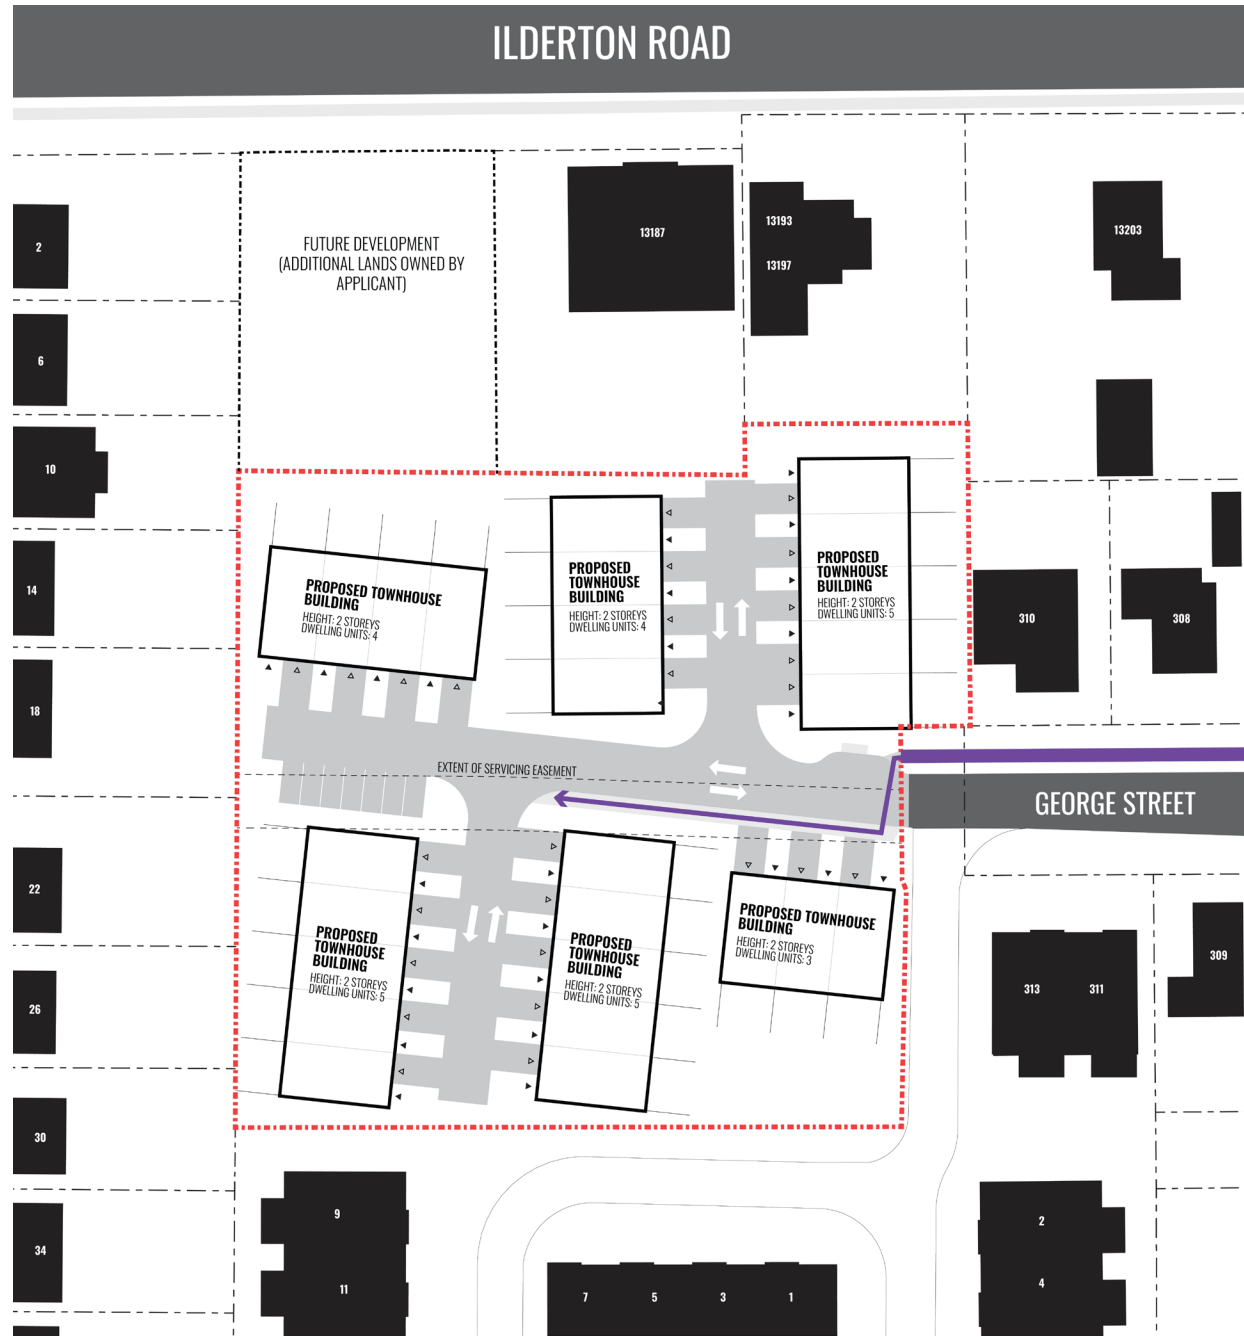 ILDERTON ROAD
2
FUTURE DEVELOPMENT
(ADDITIONAL LANDS OWNED BY
APPLICANT)
13187
13193
13197
13203
6
10
14
18
PROPOSED TOWNHOUSE
BUILDING
HEIGHT: 2 STOREYS
DWELLING UNITS: 4
PROPOSED
TOWNHOUSE
BUILDING
HEIGHT: 2 STOREYS
DWELLING UNITS: 4
PROPOSED
TOWNHOUSE
BUILDING
HEIGHT: 2 STOREYS
DWELLING UNITS: 5
310
308
EXTENT OF SERVICING EASEMENT
GEORGE STREET
22
26
30
34
PROPOSED
TOWNHOUSE
BUILDING
HEIGHT: 2 STOREYS
DWELLING UNITS: 5
PROPOSED
TOWNHOUSE
BUILDING
HEIGHT: 2 STOREYS
DWELLING UNITS: 5
PROPOSED TOWNHOUSE
BUILDING
HEIGHT: 2 STOREYS
DWELLING UNITS: 3
313
311
309
9
11
7
5
3
1
2
4